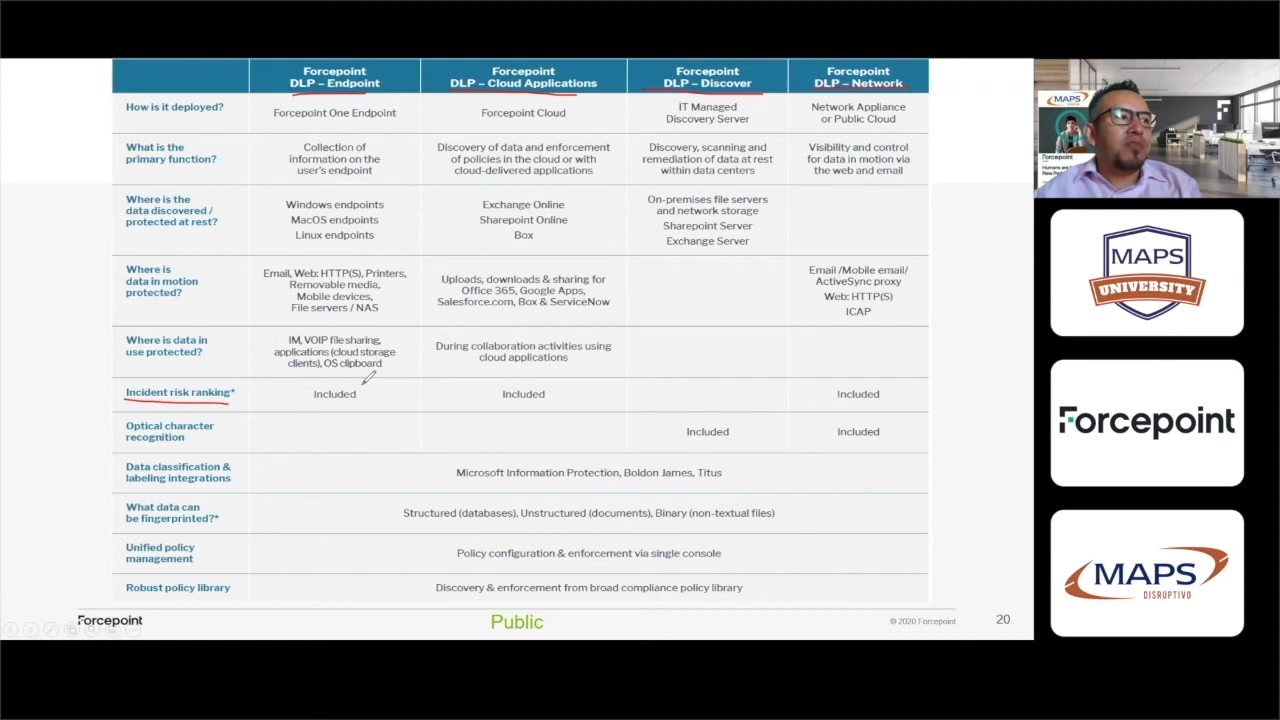 Forcepoint
DLP – Endpoint
Forcepoint
DLP – Cloud Applications
Forcepoint
DLP – Discover
Forcepoint
DLP – Network
How is it deployed?
Forcepoint One Endpoint
Forcepoint Cloud
IT Managed
Discovery Server
Network Appliance
or Public Cloud
What is the
primary function?
Collection of
information on the
user's endpoint
Discovery of data and enforcement
of policies in the cloud or with
cloud-delivered applications
Discovery, scanning and
remediation of data at rest
within data centers
Visibility and control
for data in motion via
the web and email
Where is the
data discovered /
protected at rest?
Windows endpoints
MacOS endpoints
Linux endpoints
Exchange Online
Sharepoint Online
Box
On-premises file servers
and network storage
Sharepoint Server
Exchange Server
Where is
data in motion
protected?
Email, Web: HTTP(S), Printers,
Removable media,
Mobile devices,
File servers / NAS
Uploads, downloads & sharing for
Office 365, Google Apps,
Salesforce.com, Box & ServiceNow
Email /Mobile email/
ActiveSync proxy
Web: HTTP(S)
ICAP
Where is data in
use protected?
IM, VOIP file sharing,
applications (cloud storage
clients), OS clipboard
During collaboration activities using
cloud applications
Incident risk ranking*
Included
Included
Included
Optical character
recognition
Included
Included
Data classification &
labeling integrations
Microsoft Information Protection, Boldon James, Titus
What data can
be fingerprinted?*
Structured (databases), Unstructured (documents), Binary (non-textual files)
Unified policy
management
Policy configuration & enforcement via single console
Robust policy library
Discovery & enforcement from broad compliance policy library
Forcepoint
Public
© 2020 Forcepoint
20
MAPS
Forcepoint
MAPS
UNIVERSITY
Forcepoint
MAPS
DISRUPTIVO